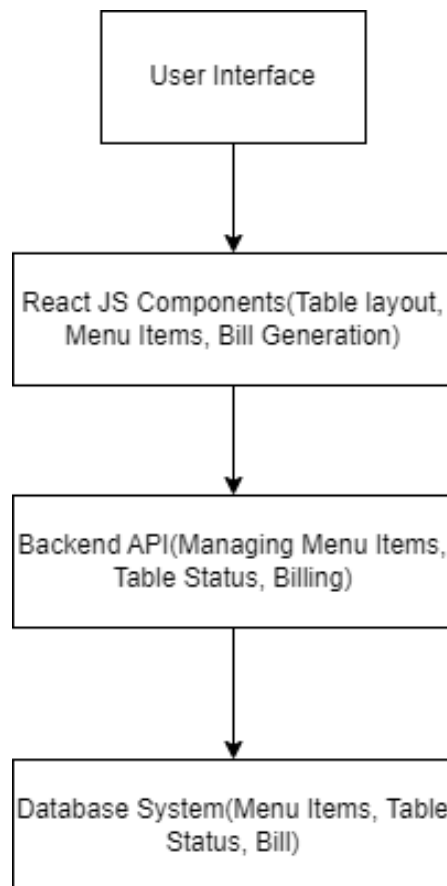 User Interface
React JS Components(Table layout,
Menu Items, Bill Generation)
Backend API(Managing Menu Items,
Table Status, Billing)
Database System(Menu Items, Table
Status, Bill)